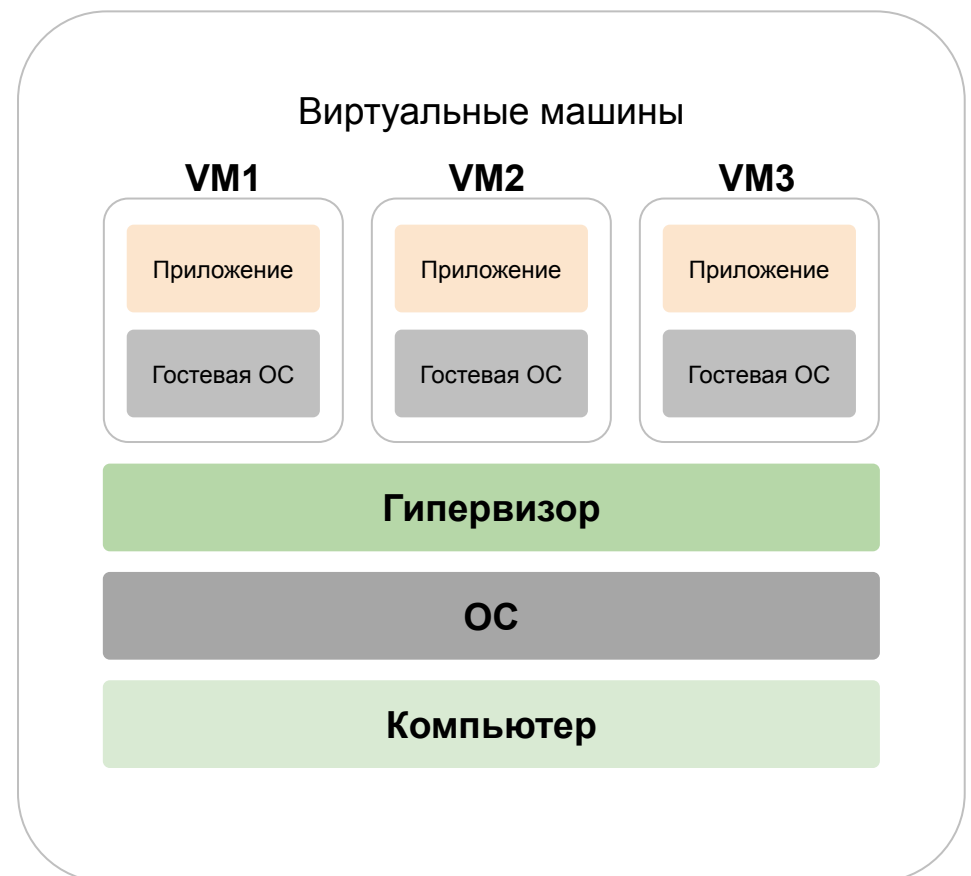 Виртуальные машины
VM1 VM2 VM3
Приложение Приложение Приложение
Гостевая ОС Гостевая ОС Гостевая ОС
Гипервизор
ОС
Компьютер